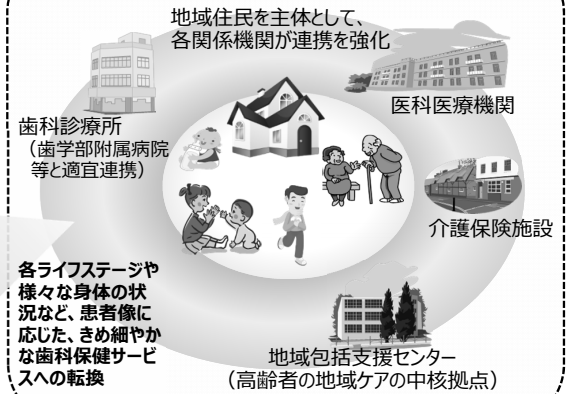 地域住民を主体として、
各関係機関が連携を強化
医科医療機関
歯科診療所
（歯学部附属病院
等と適宜連携）
介護保険施設
各ライフステージや
様々な身体の状
況など、患者像に
応じた、きめ細やか
な歯科保健サービ
スへの転換
地域包括支援センター
（高齢者の地域ケアの中核拠点）